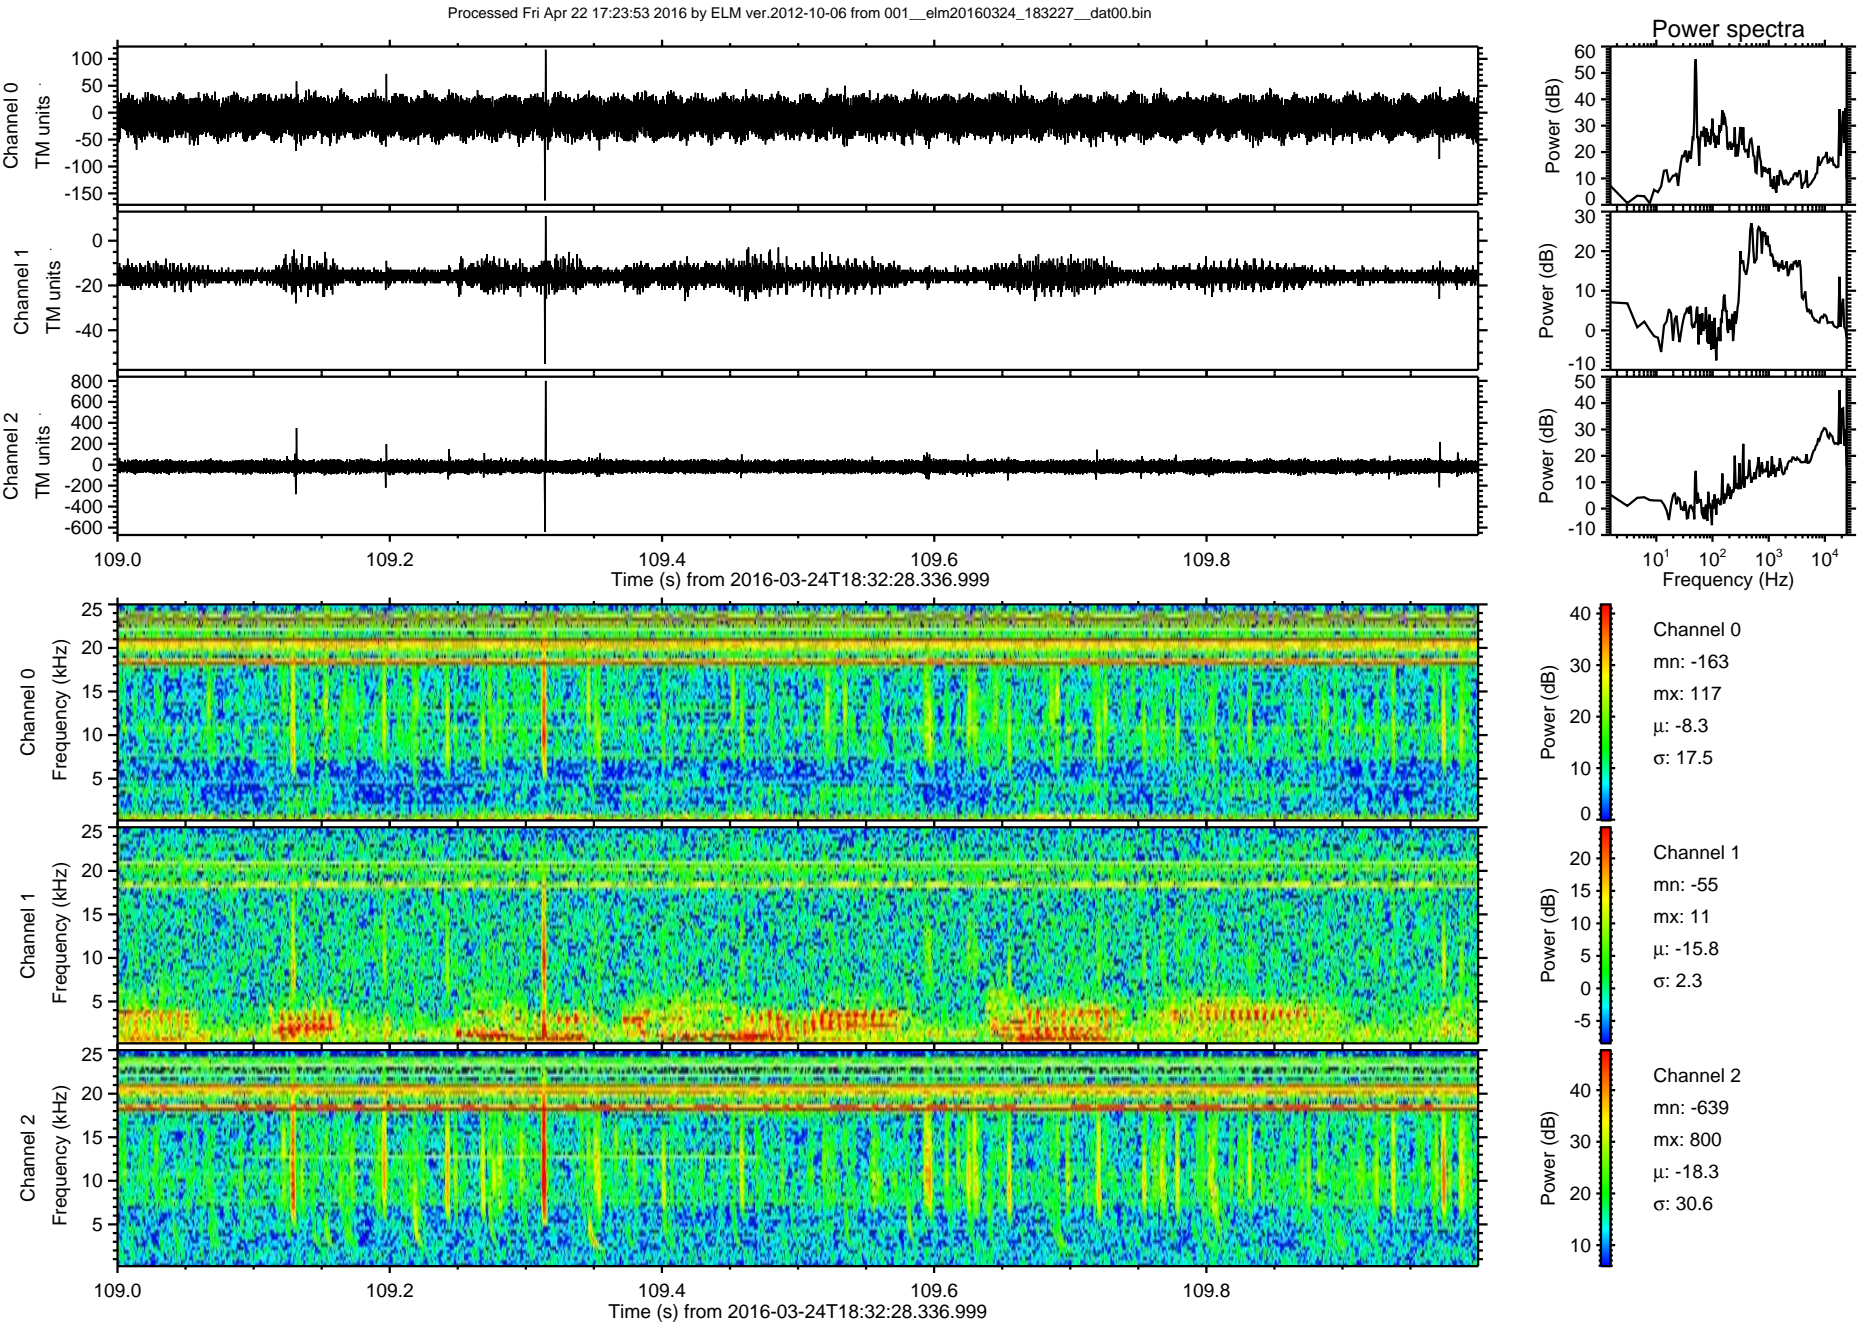 Processed Fri Apr 22 17:23:53 2016 by ELM ver.2012-10-06 from 001__elm20160324_183227__dat00.bin
Power spectra
Channel 0
TM units
100
50
0
-50
-100
-150
Power (dB)
60
50
40
30
20
10
0
Channel 1
TM units
0
-20
-40
Power (dB)
30
20
10
0
-10
Channel 2
TM units
800
600
400
200
0
-200
-400
-600
Power (dB)
50
40
30
20
10
0
-10
109.0 109.2 109.4 109.6 109.8
Time (s) from 2016-03-24T18:32:28.336.999
10^1 10^2 10^3 10^4
Frequency (Hz)
Channel 0
Frequency (kHz)
25
20
15
10
5
Power (dB)
40
30
20
10
0
Channel 0
mn: -163
mx: 117
μ: -8.3
σ: 17.5
Channel 1
Frequency (kHz)
25
20
15
10
5
Power (dB)
20
15
10
5
0
-5
Channel 1
mn: -55
mx: 11
μ: -15.8
σ: 2.3
Channel 2
Frequency (kHz)
25
20
15
10
5
Power (dB)
40
30
20
10
Channel 2
mn: -639
mx: 800
μ: -18.3
σ: 30.6
109.0 109.2 109.4 109.6 109.8
Time (s) from 2016-03-24T18:32:28.336.999